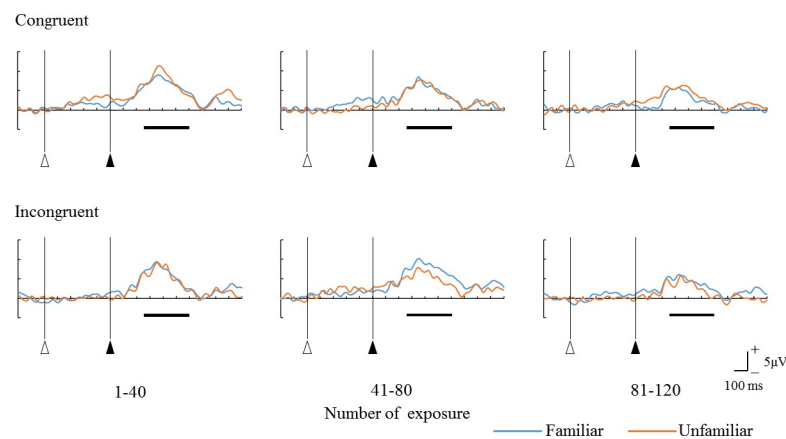 Congruent
Incongruent
+
5µV
−
100 ms
1-40
41-80
81-120
Number of exposure
Familiar
Unfamiliar